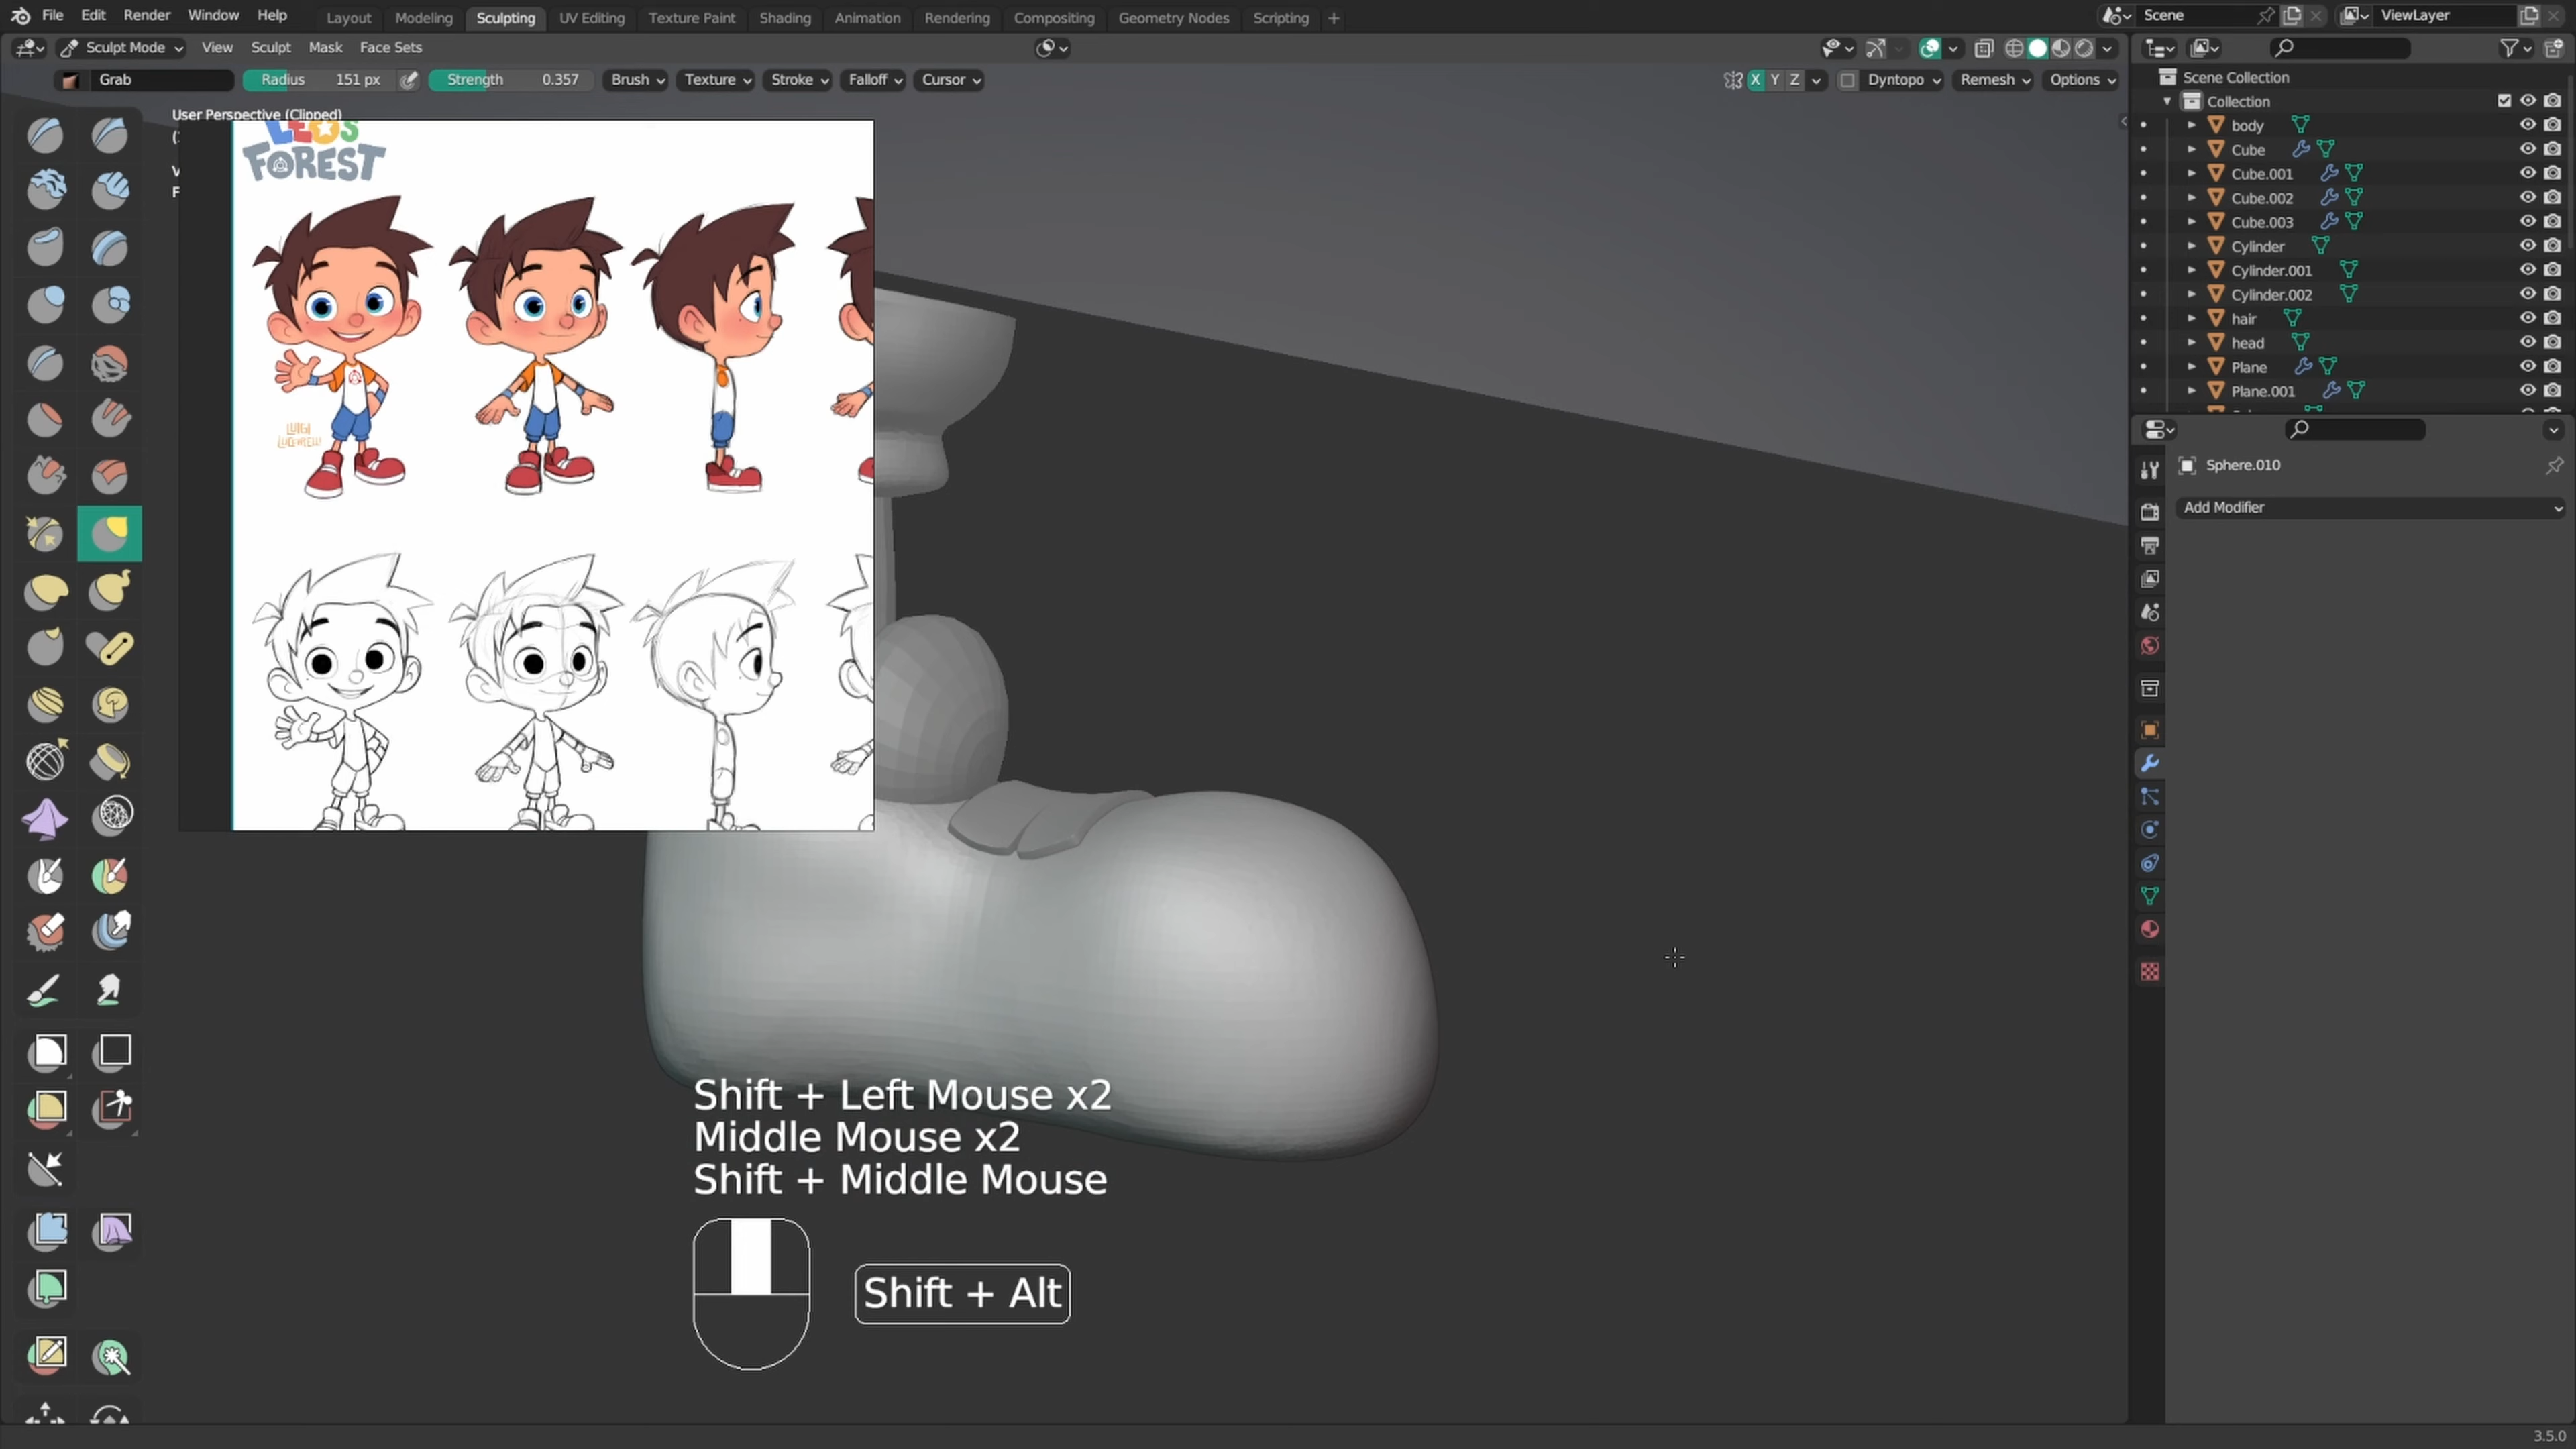 File Edit Render Window Help Layout Modeling Sculpting UV Editing Texture Paint Shading Animation Rendering Compositing Geometry Nodes Scripting + Scene ViewLayer
Sculpt Mode View Sculpt Mask Face Sets
Grab Radius 151 px Strength 0.357 Brush Texture Stroke Falloff Cursor X Y Z Dyntopo Remesh Options
User Perspective (Clipped)
LEO'S
FOREST
Scene Collection
Collection
body
Cube
Cube.001
Cube.002
Cube.003
Cylinder
Cylinder.001
Cylinder.002
hair
head
Plane
Plane.001
Sphere.010
Add Modifier
LUIGI
Shift + Left Mouse x2
Middle Mouse x2
Shift + Middle Mouse
Shift + Alt
3.5.0